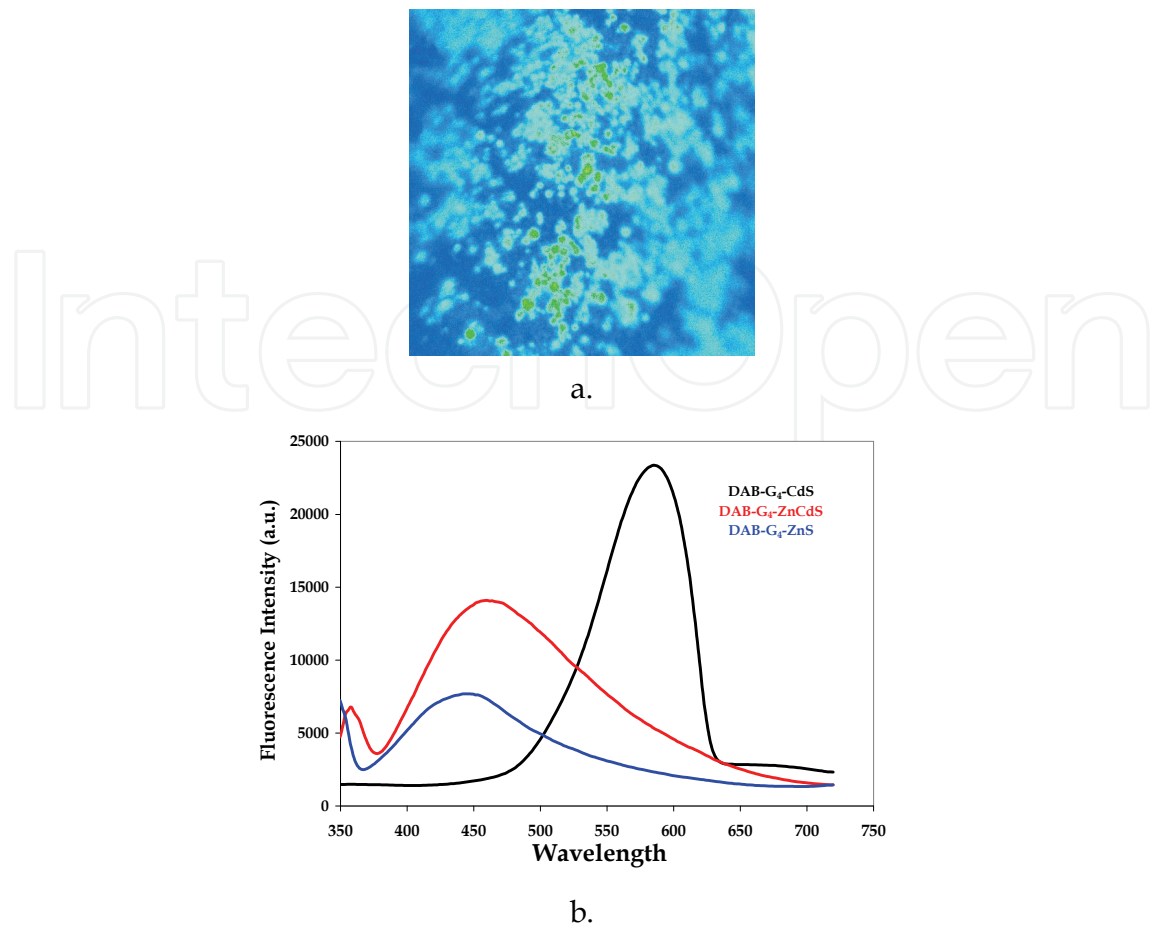 IntechOpen
a.
25000
20000
15000
10000
5000
0
Fluorescence Intensity (a.u.)
DAB-G₄-CdS
DAB-G₄-ZnCdS
DAB-G₄-ZnS
350 400 450 500 550 600 650 700 750
Wavelength
b.